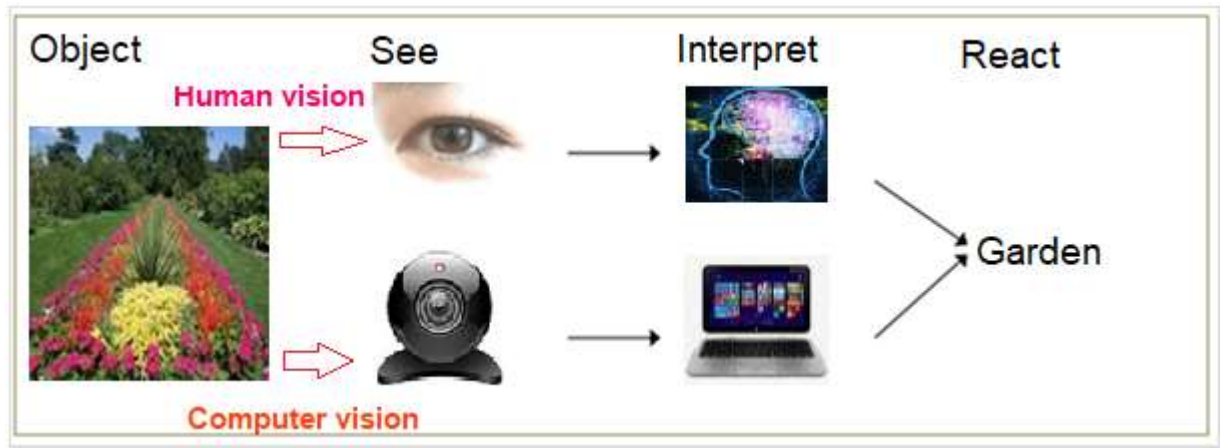 Object
See
Interpret
React
Human vision
Garden
Computer vision